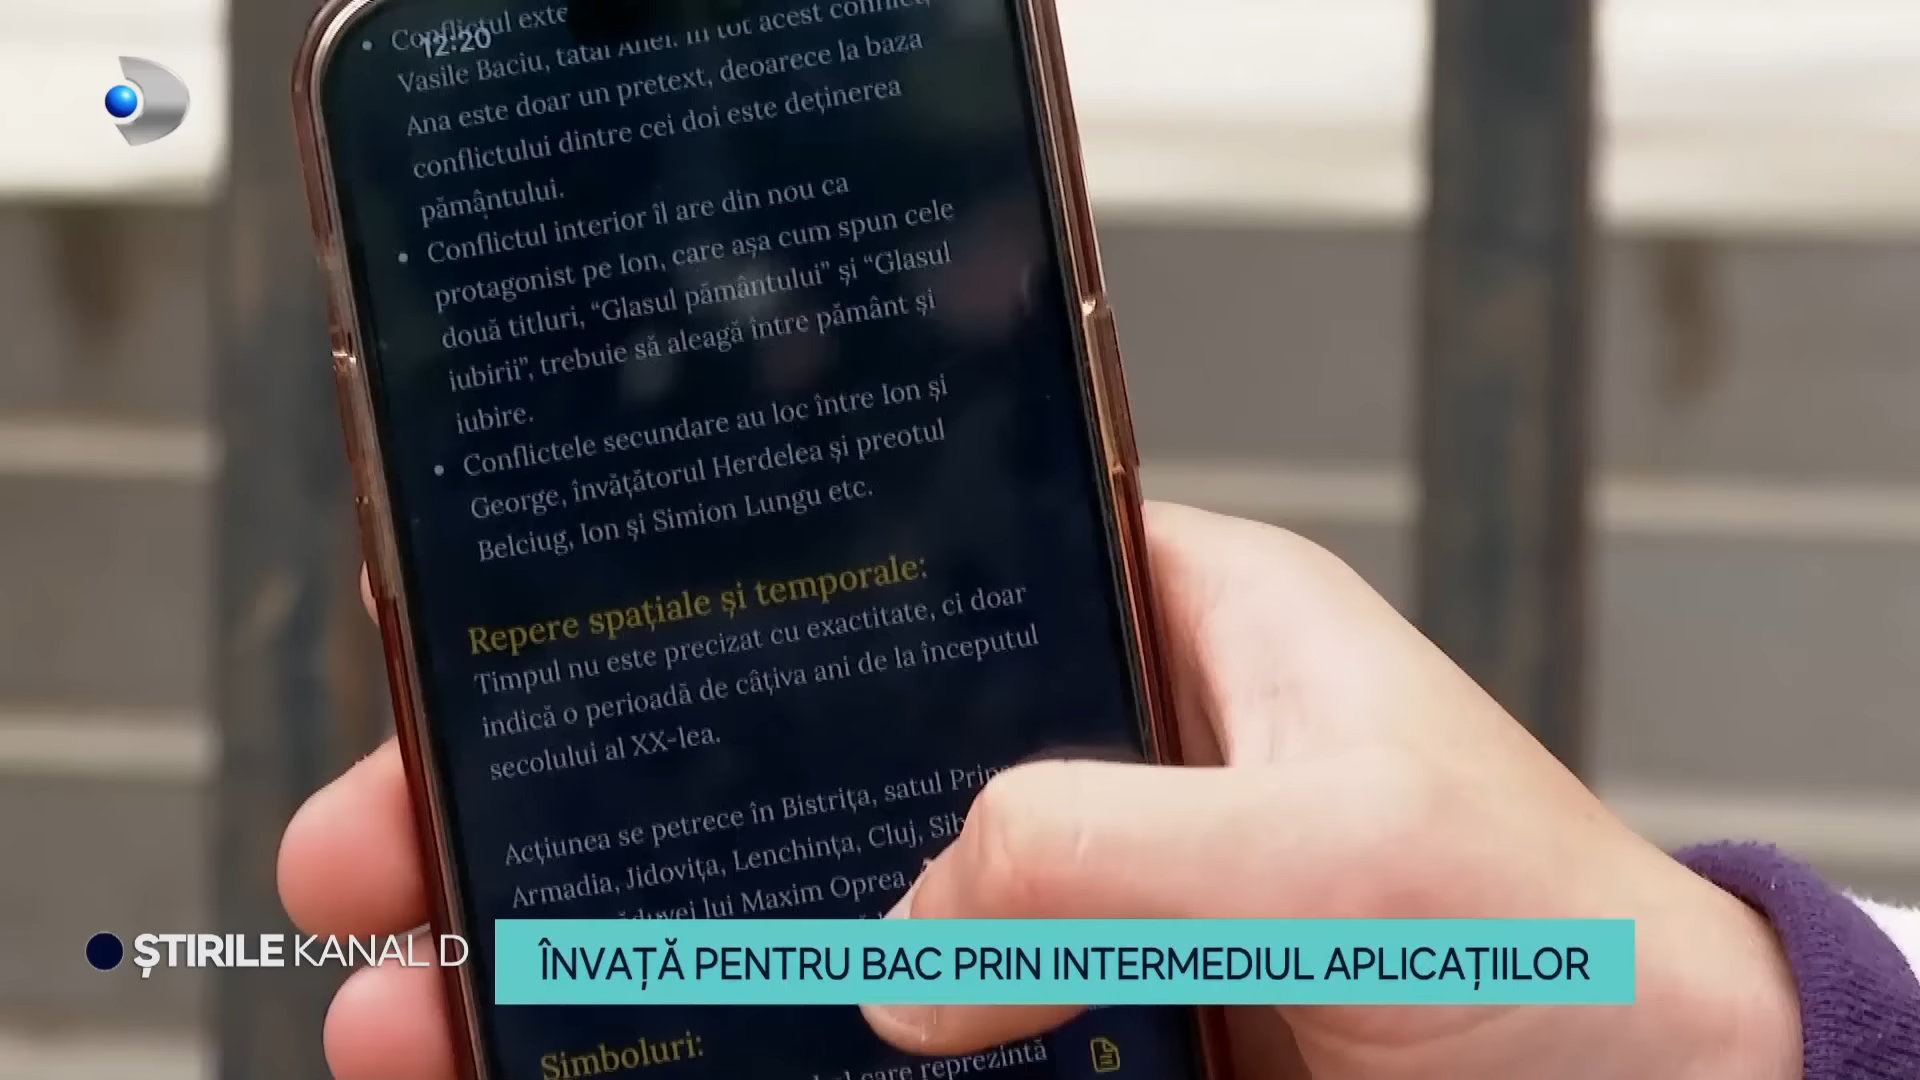 Conflictul exte
12:20
Vasile Baciu, tatăl Anei. În tot acest conflict,
Ana este doar un pretext, deoarece la baza
conflictului dintre cei doi este deținerea
pământului.
Conflictul interior îl are din nou ca
protagonist pe Ion, care așa cum spun cele
două titluri, “Glasul pământului” și “Glasul
iubirii”, trebuie să aleagă între pământ și
iubire.
Conflictele secundare au loc între Ion și
George, învățătorul Herdelea și preotul
Belciug, Ion și Simion Lungu etc.
Repere spațiale și temporale:
Timpul nu este precizat cu exactitate, ci doar
indică o perioadă de câțiva ani de la începutul
secolului al XX-lea.
Acțiunea se petrece în Bistrița, satul
Armadia, Jidovița, Lenchința, Cluj,
lui Maxim Oprea,
ȘTIRILE KANAL D
ÎNVAȚĂ PENTRU BAC PRIN INTERMEDIUL APLICAȚIILOR
Simboluri:
care reprezintă